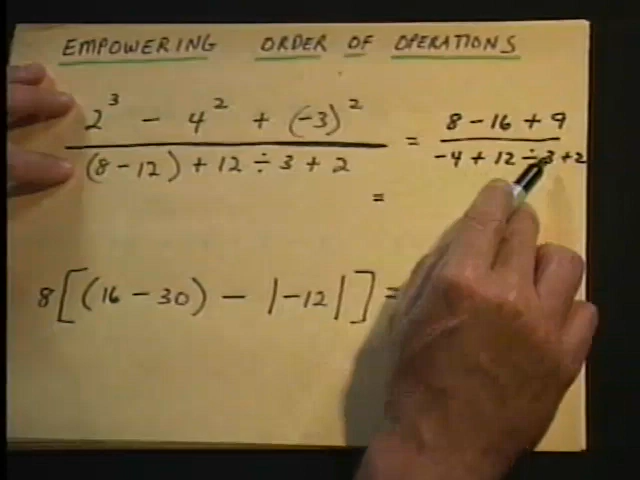 EMPOWERING ORDER OF OPERATIONS
2³ - 4² + (-3)² = 8 - 16 + 9
(8 - 12) + 12 ÷ 3 + 2 -4 + 12 ÷ 3 + 2
=
8[(16 - 30) - |-12|] =